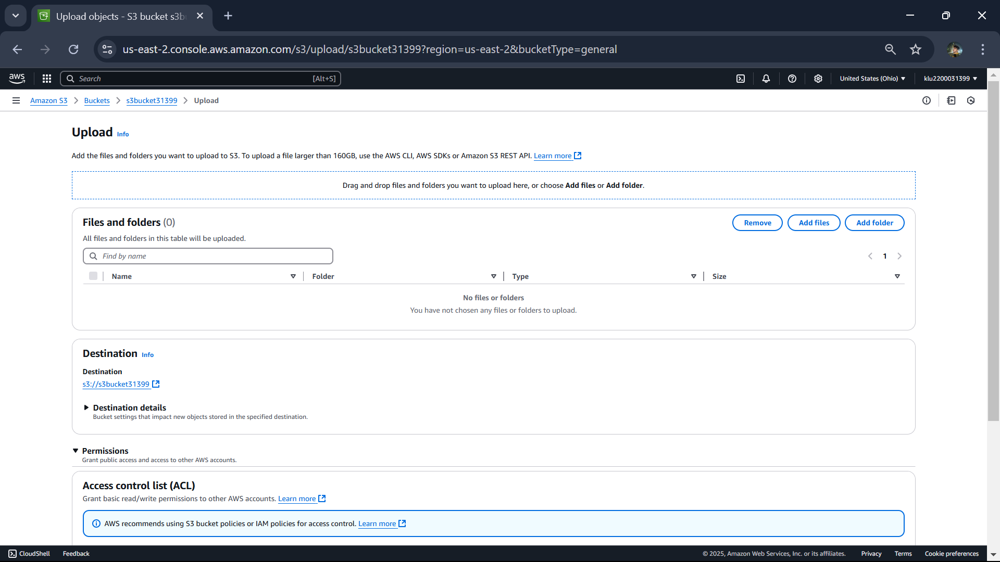 Upload objects - S3 bucket s3b
us-east-2.console.aws.amazon.com/s3/upload/s3bucket31399?region=us-east-2&bucketType=general
aws
Search [Alt+S]
United States (Ohio)
klu2200031399
Amazon S3 > Buckets > s3bucket31399 > Upload
Upload Info
Add the files and folders you want to upload to S3. To upload a file larger than 160GB, use the AWS CLI, AWS SDKs or Amazon S3 REST API. Learn more
Drag and drop files and folders you want to upload here, or choose Add files or Add folder.
Files and folders (0)
Remove
Add files
Add folder
All files and folders in this table will be uploaded.
Find by name
1
Name Folder Type Size
No files or folders
You have not chosen any files or folders to upload.
Destination Info
Destination
s3://s3bucket31399
Destination details
Bucket settings that impact new objects stored in the specified destination.
Permissions
Grant public access and access to other AWS accounts.
Access control list (ACL)
Grant basic read/write permissions to other AWS accounts. Learn more
AWS recommends using S3 bucket policies or IAM policies for access control. Learn more
CloudShell Feedback © 2025, Amazon Web Services, Inc. or its affiliates. Privacy Terms Cookie preferences